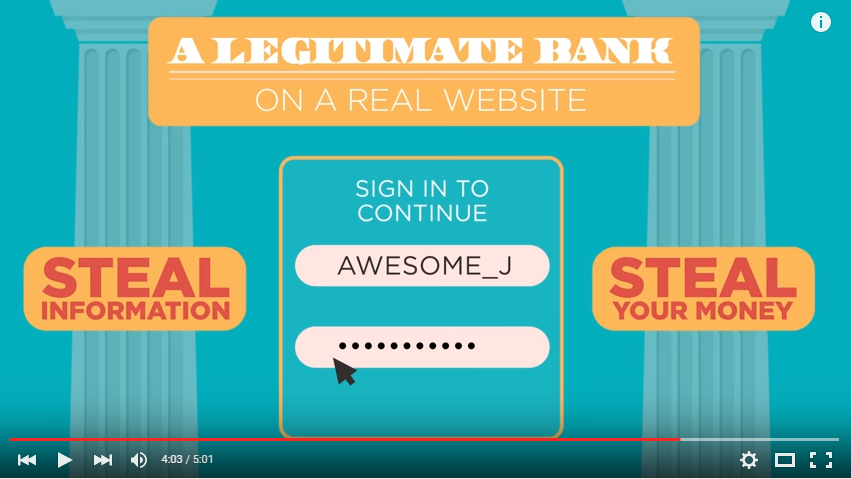 A LEGITIMATE BANK
ON A REAL WEBSITE
SIGN IN TO
CONTINUE
AWESOME_J
STEAL
INFORMATION
STEAL
YOUR MONEY
4:03 / 5:01